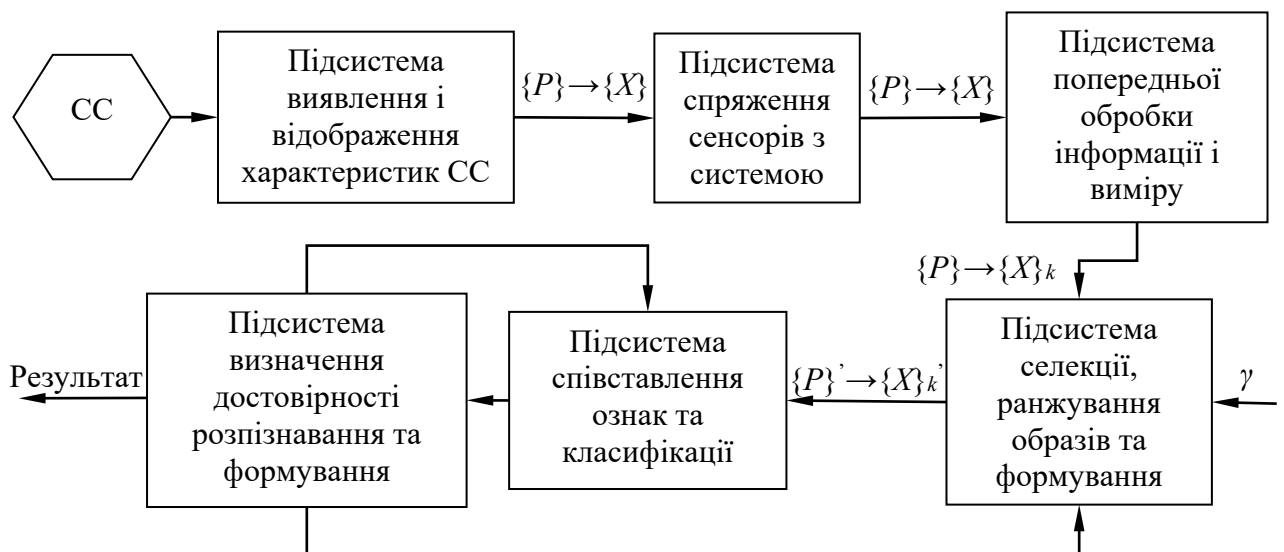 СС
Підсистема
виявлення і
відображення
характеристик СС
{P}→{X}
Підсистема
спряження
сенсорів з
системою
{P}→{X}
Підсистема
попередньої
обробки
інформації і
виміру
{P}→{X}k
Результат
Підсистема
визначення
достовірності
розпізнавання та
формування
Підсистема
співставлення
ознак та
класифікації
{P}’→{X}k’
Підсистема
селекції,
ранжування
образів та
формування
γ